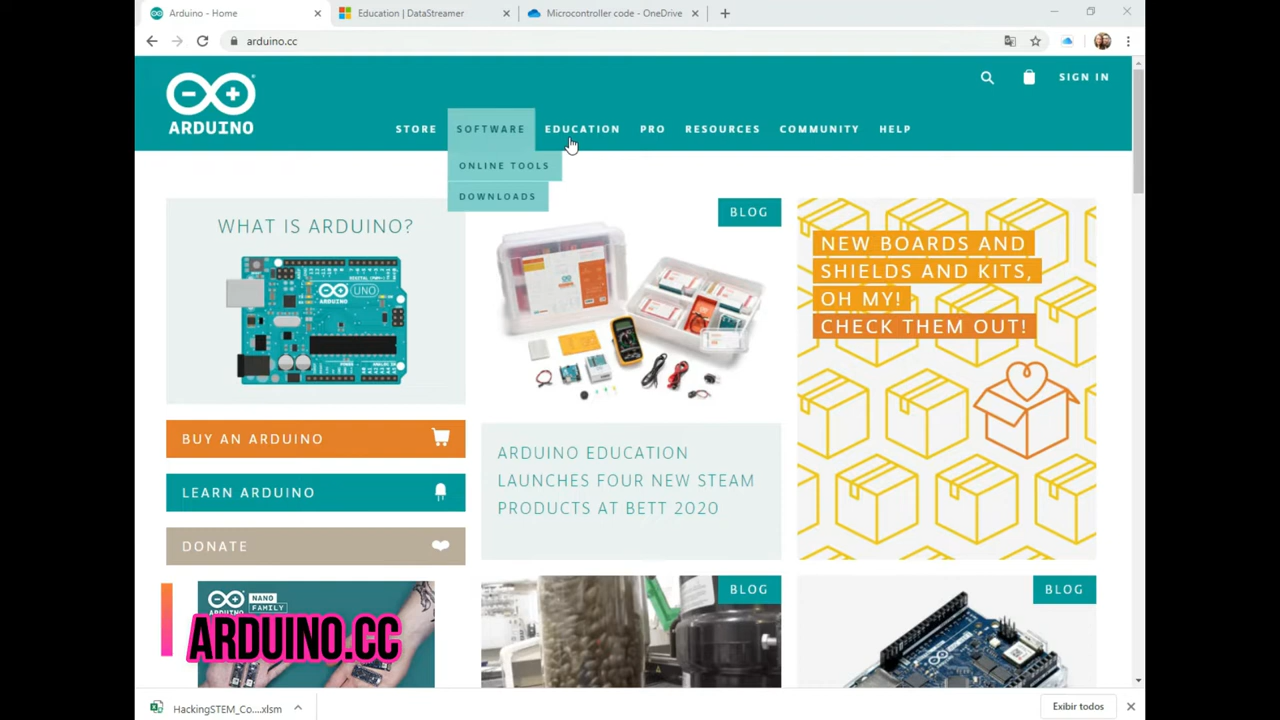 Arduino - Home
Education | DataStreamer
Microcontroller code - OneDrive
arduino.cc
SIGN IN
ARDUINO
STORE
SOFTWARE
EDUCATION
PRO
RESOURCES
COMMUNITY
HELP
ONLINE TOOLS
DOWNLOADS
WHAT IS ARDUINO?
ARDUINO
UNO
BUY AN ARDUINO
LEARN ARDUINO
DONATE
BLOG
ARDUINO EDUCATION
LAUNCHES FOUR NEW STEAM
PRODUCTS AT BETT 2020
NEW BOARDS AND
SHIELDS AND KITS,
OH MY!
CHECK THEM OUT!
NANO
FAMILY
ARDUINO.CC
BLOG
BLOG
HackingSTEM_Co....xlsm
Exibir todos